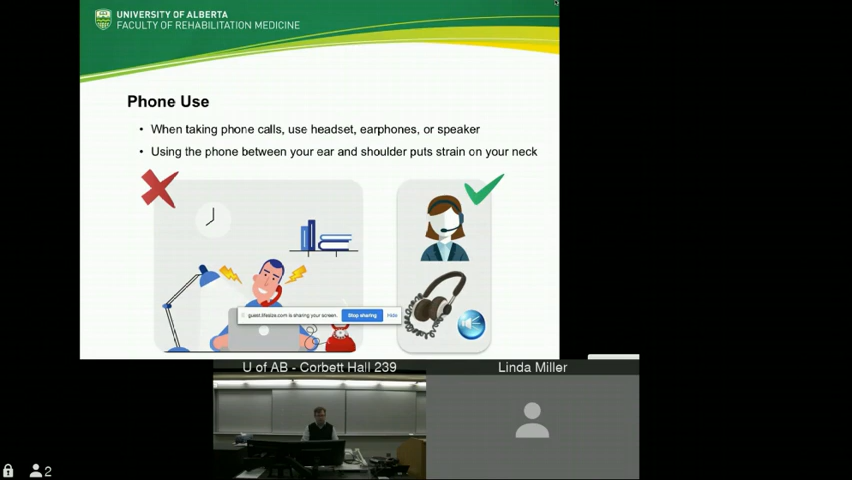 UNIVERSITY OF ALBERTA
FACULTY OF REHABILITATION MEDICINE
Phone Use
• When taking phone calls, use headset, earphones, or speaker
• Using the phone between your ear and shoulder puts strain on your neck
guest.lifesize.com is sharing your screen. Stop sharing Hide
U of AB - Corbett Hall 239
Linda Miller
2